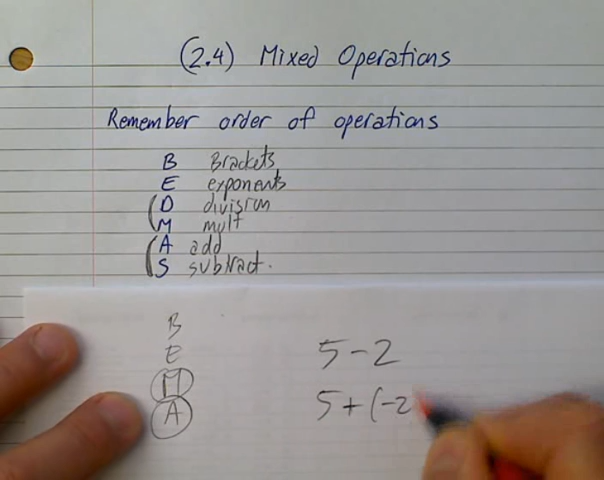 (2.4) Mixed Operations
Remember order of operations
B Brackets
E exponents
D division
M mult
A add
S subtract.
B
E
M
A
5-2
5+(-2